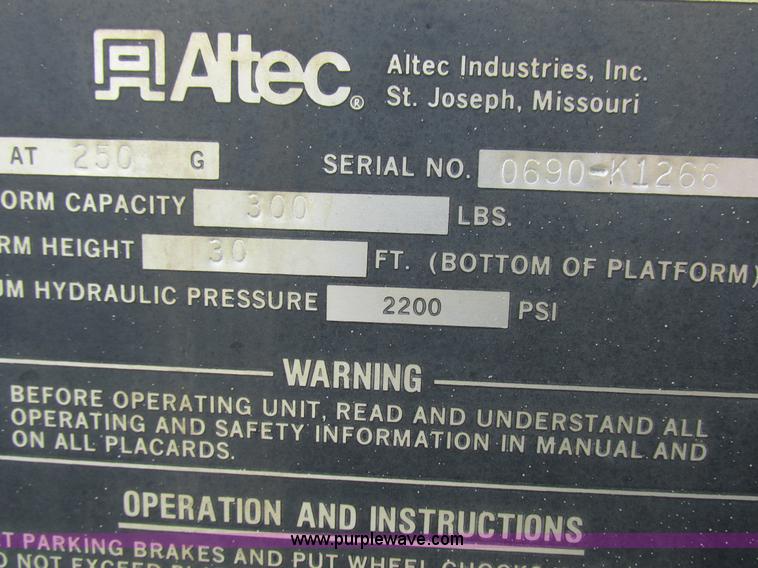 Altec® Altec Industries, Inc.
St. Joseph, Missouri
AT 250 G SERIAL NO. 0690-K1266
ORM CAPACITY 300 LBS.
RM HEIGHT 30 FT. (BOTTOM OF PLATFORM)
UM HYDRAULIC PRESSURE 2200 PSI
WARNING
BEFORE OPERATING UNIT, READ AND UNDERSTAND ALL
OPERATING AND SAFETY INFORMATION IN MANUAL AND
ON ALL PLACARDS.
OPERATION AND INSTRUCTIONS
www.purplewave.com
PARKING BRAKES AND PUT WHEEL CHOCKS
NOT EXCEED